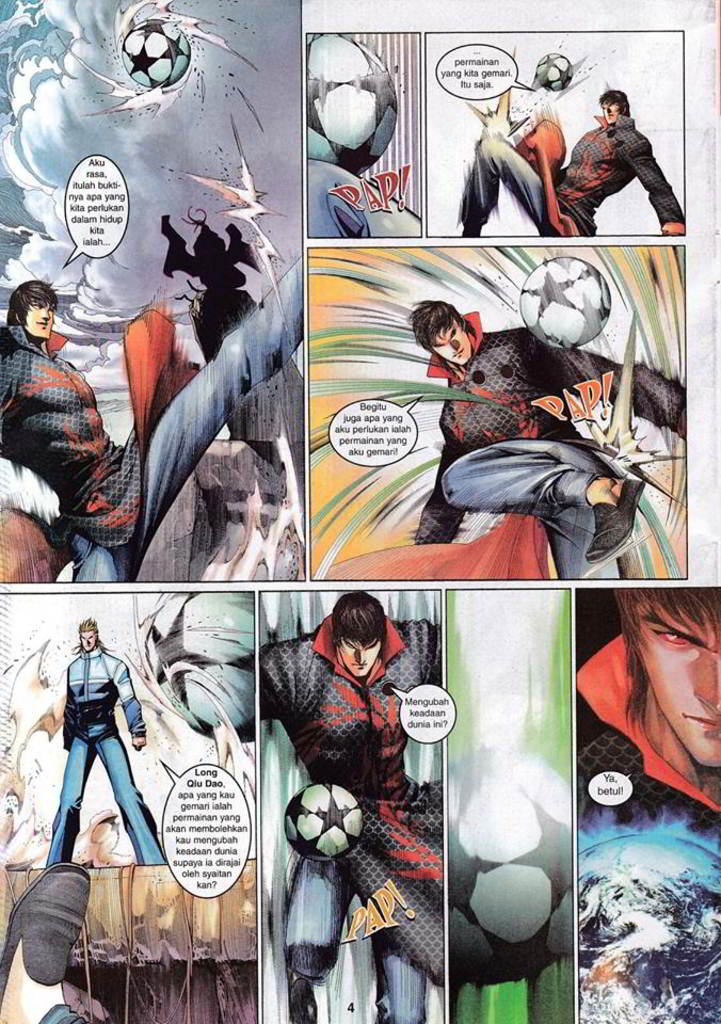 Aku
rasa,
itulah bukti-
nya apa yang
kita perlukan
dalam hidup
kita
ialah...
PAP!
...
permainan
yang kita gemari.
Itu saja.
Begitu
juga apa yang
aku perlukan ialah
permainan yang
aku gemari!
PAP!
Long
Qiu Dao,
apa yang kau
gemari ialah
permainan yang
akan membolehkan
kau mengubah
keadaan dunia
supaya ia dirajai
oleh syaitan
kan?
Mengubah
keadaan
dunia ini?
PAP!
Ya,
betul!
4